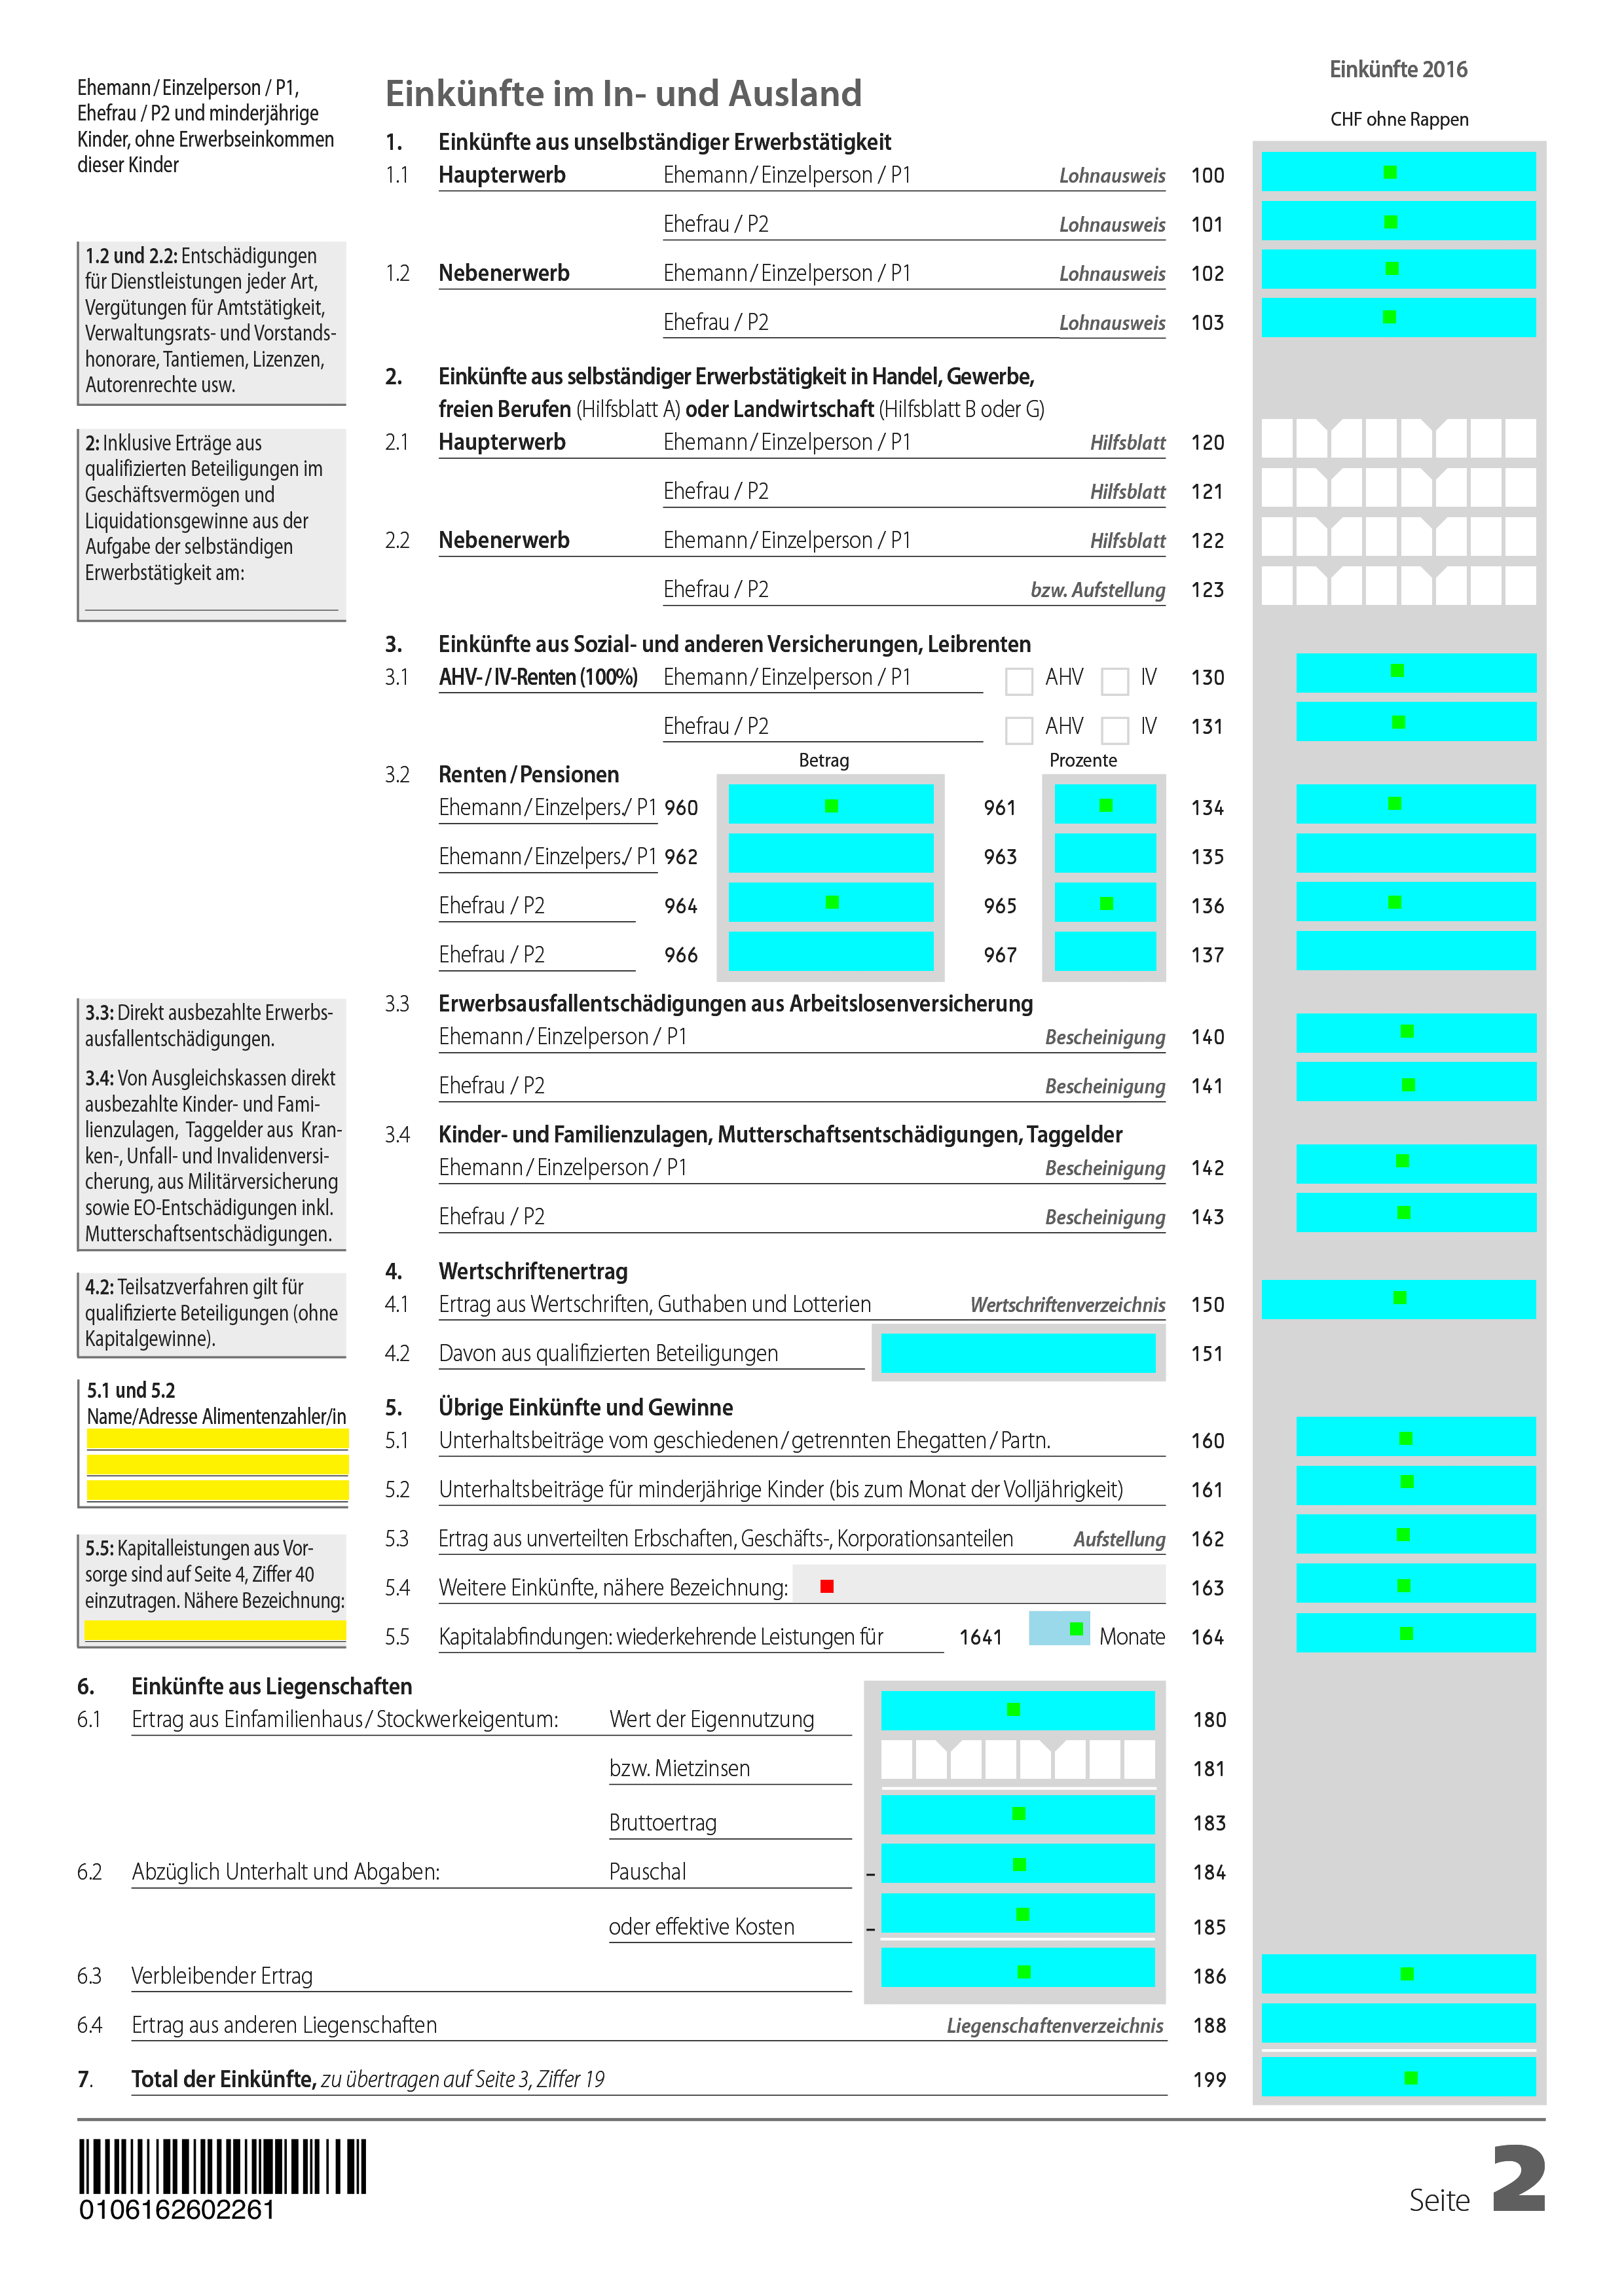 Einkünfte 2016
CHF ohne Rappen
Ehemann / Einzelperson / P1,
Ehefrau / P2 und minderjährige
Kinder, ohne Erwerbseinkommen
dieser Kinder
Einkünfte im In- und Ausland
1. Einkünfte aus unselbständiger Erwerbstätigkeit
1.1 Haupterwerb Ehemann / Einzelperson / P1 Lohnausweis 100
Ehefrau / P2 Lohnausweis 101
1.2 Nebenerwerb Ehemann / Einzelperson / P1 Lohnausweis 102
Ehefrau / P2 Lohnausweis 103
1.2 und 2.2: Entschädigungen
für Dienstleistungen jeder Art,
Vergütungen für Amtstätigkeit,
Verwaltungsrats- und Vorstands-
honorare, Tantiemen, Lizenzen,
Autorenrechte usw.
2. Einkünfte aus selbständiger Erwerbstätigkeit in Handel, Gewerbe,
freien Berufen (Hilfsblatt A) oder Landwirtschaft (Hilfsblatt B oder G)
2.1 Haupterwerb Ehemann / Einzelperson / P1 Hilfsblatt 120
Ehefrau / P2 Hilfsblatt 121
2.2 Nebenerwerb Ehemann / Einzelperson / P1 Hilfsblatt 122
Ehefrau / P2 bzw. Aufstellung 123
2: Inklusive Erträge aus
qualifizierten Beteiligungen im
Geschäftsvermögen und
Liquidationsgewinne aus der
Aufgabe der selbständigen
Erwerbstätigkeit am:
3. Einkünfte aus Sozial- und anderen Versicherungen, Leibrenten
3.1 AHV- / IV-Renten (100%) Ehemann / Einzelperson / P1 AHV IV 130
Ehefrau / P2 AHV IV 131
Betrag Prozente
3.2 Renten / Pensionen
Ehemann / Einzelpers./ P1 960 961 134
Ehemann / Einzelpers./ P1 962 963 135
Ehefrau / P2 964 965 136
Ehefrau / P2 966 967 137
3.3 Erwerbsausfallentschädigungen aus Arbeitslosenversicherung
Ehemann / Einzelperson / P1 Bescheinigung 140
Ehefrau / P2 Bescheinigung 141
3.4 Kinder- und Familienzulagen, Mutterschaftsentschädigungen, Taggelder
Ehemann / Einzelperson / P1 Bescheinigung 142
Ehefrau / P2 Bescheinigung 143
3.3: Direkt ausbezahlte Erwerbs-
ausfallentschädigungen.
3.4: Von Ausgleichskassen direkt
ausbezahlte Kinder- und Fami-
lienzulagen, Taggelder aus Kran-
ken-, Unfall- und Invalidenversi-
cherung, aus Militärversicherung
sowie EO-Entschädigungen inkl.
Mutterschaftsentschädigungen.
4. Wertschriftenertrag
4.1 Ertrag aus Wertschriften, Guthaben und Lotterien Wertschriftenverzeichnis 150
4.2 Davon aus qualifizierten Beteiligungen 151
4.2: Teilsatzverfahren gilt für
qualifizierte Beteiligungen (ohne
Kapitalgewinne).
5.1 und 5.2
Name/Adresse Alimentenzahler/in
5. Übrige Einkünfte und Gewinne
5.1 Unterhaltsbeiträge vom geschiedenen / getrennten Ehegatten / Partn. 160
5.2 Unterhaltsbeiträge für minderjährige Kinder (bis zum Monat der Volljährigkeit) 161
5.3 Ertrag aus unverteilten Erbschaften, Geschäfts-, Korporationsanteilen Aufstellung 162
5.4 Weitere Einkünfte, nähere Bezeichnung: 163
5.5 Kapitalabfindungen: wiederkehrende Leistungen für 1641 Monate 164
5.5: Kapitalleistungen aus Vor-
sorge sind auf Seite 4, Ziffer 40
einzutragen. Nähere Bezeichnung:
6. Einkünfte aus Liegenschaften
6.1 Ertrag aus Einfamilienhaus / Stockwerkeigentum: Wert der Eigennutzung 180
bzw. Mietzinsen 181
Bruttoertrag 183
6.2 Abzüglich Unterhalt und Abgaben: Pauschal – 184
oder effektive Kosten – 185
6.3 Verbleibender Ertrag 186
6.4 Ertrag aus anderen Liegenschaften Liegenschaftenverzeichnis 188
7. Total der Einkünfte, zu übertragen auf Seite 3, Ziffer 19 199
0106162602261
Seite 2